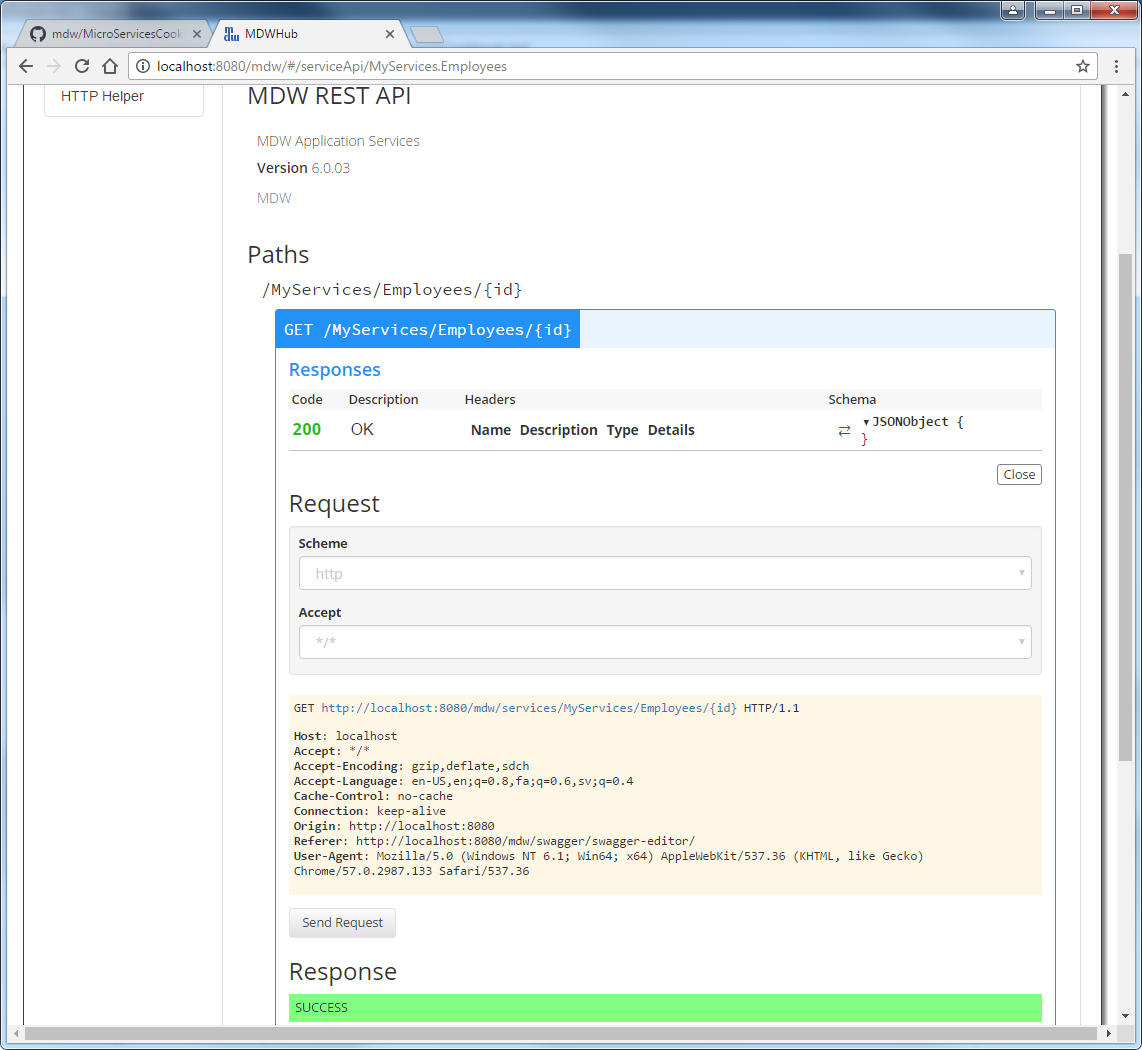 mdw/MicroServicesCook
MDWHub
localhost:8080/mdw/#/serviceApi/MyServices.Employees
HTTP Helper
MDW REST API
MDW Application Services
Version 6.0.03
MDW
Paths
/MyServices/Employees/{id}
GET /MyServices/Employees/{id}
Responses
Code Description Headers Schema
200 OK Name Description Type Details ⇄ ▼JSONObject {
}
Close
Request
Scheme
http
Accept
*/*
GET http://localhost:8080/mdw/services/MyServices/Employees/{id} HTTP/1.1
Host: localhost
Accept: */*
Accept-Encoding: gzip,deflate,sdch
Accept-Language: en-US,en;q=0.8,fa;q=0.6,sv;q=0.4
Cache-Control: no-cache
Connection: keep-alive
Origin: http://localhost:8080
Referer: http://localhost:8080/mdw/swagger/swagger-editor/
User-Agent: Mozilla/5.0 (Windows NT 6.1; Win64; x64) AppleWebKit/537.36 (KHTML, like Gecko)
Chrome/57.0.2987.133 Safari/537.36
Send Request
Response
SUCCESS